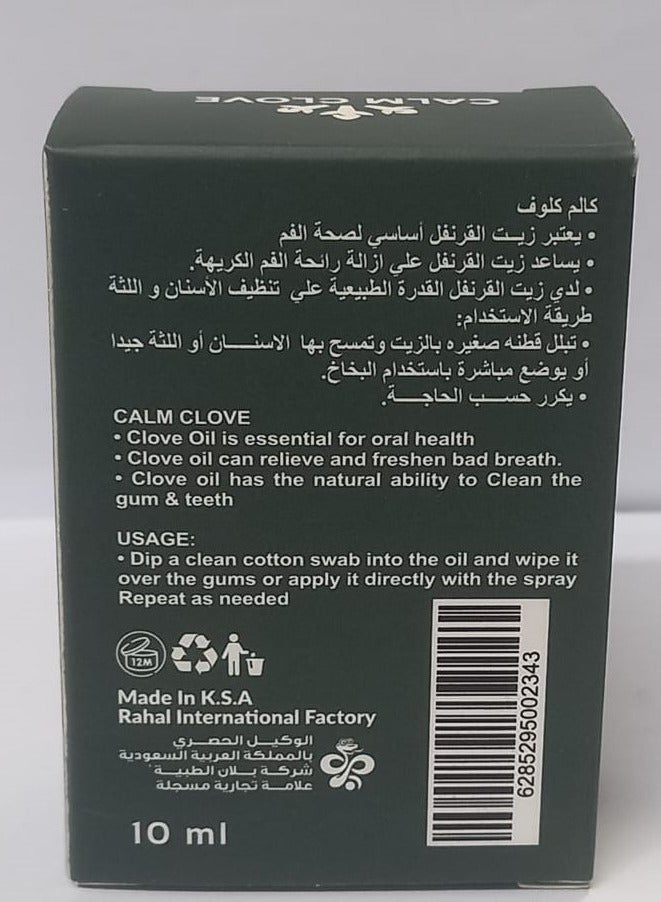 CALM CLOVE
كالم كلوف
• يعتبر زيت القرنفل أساسي لصحة الفم
• يساعد زيت القرنفل علي ازالة رائحة الفم الكريهة.
• لدي زيت القرنفل القدرة الطبيعية علي تنظيف الأسنان و اللثة
طريقة الاستخدام:
• تبلل قطنه صغيره بالزيت وتمسح بها الاسنان أو اللثة جيدا
أو يوضع مباشرة باستخدام البخاخ.
• يكرر حسب الحاجة.
CALM CLOVE
• Clove Oil is essential for oral health
• Clove oil can relieve and freshen bad breath.
• Clove oil has the natural ability to Clean the
gum & teeth
USAGE:
• Dip a clean cotton swab into the oil and wipe it
over the gums or apply it directly with the spray
Repeat as needed
12M
Made In K.S.A
Rahal International Factory
الوكيل الحصري
بالمملكة العربية السعودية
شركة بلان الطبية
علامة تجارية مسجلة
10 ml
6285295002343